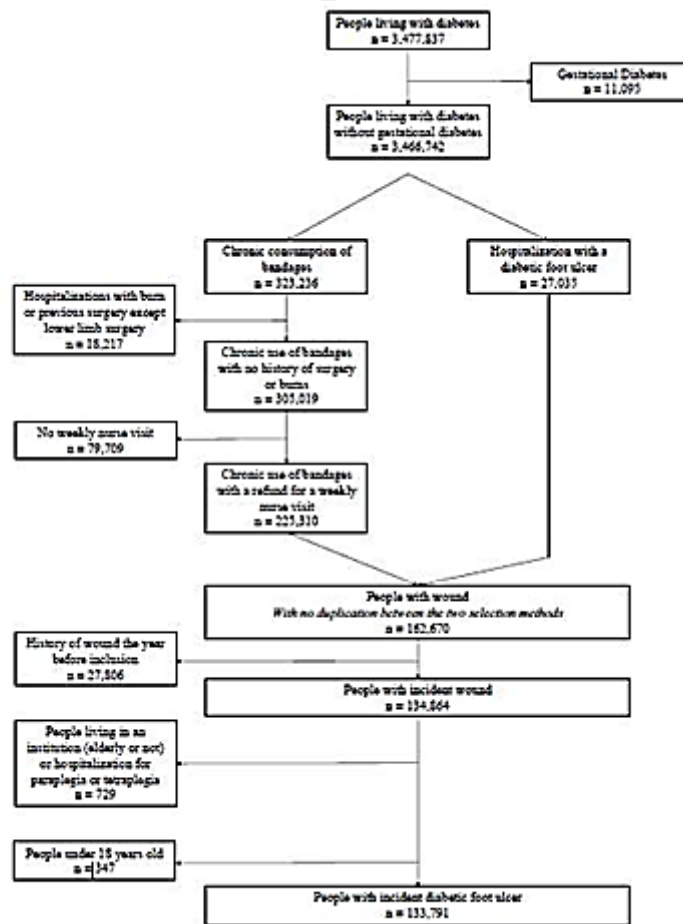 People living with diabetes
n = 3,477,837
Gestational Diabetes
n = 11,095
People living with diabetes
without gestational diabetes
n = 3,466,742
Chronic consumption of
bandages
n = 323,236
Hospitalization with a
diabetic foot ulcer
n = 27,035
Hospitalizations with burn
or previous surgery except
lower limb surgery
n = 18,217
Chronic use of bandages
with no history of surgery
or burns
n = 305,019
No weekly nurse visit
n = 79,709
Chronic use of bandages
with a refund for a weekly
nurse visit
n = 225,310
People with wound
With no duplication between the two selection methods
n = 162,670
History of wound the year
before inclusion
n = 27,806
People with incident wound
n = 134,864
People living in an
institution (elderly or not)
or hospitalization for
paraplegia or tetraplegia
n = 729
People under 18 years old
n = 347
People with incident diabetic foot ulcer
n = 133,791